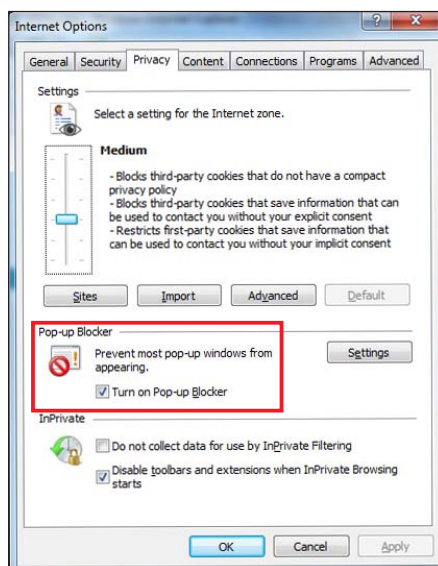 Internet Options
General Security Privacy Content Connections Programs Advanced
Settings
Select a setting for the Internet zone.
Medium
- Blocks third-party cookies that do not have a compact
privacy policy
- Blocks third-party cookies that save information that can
be used to contact you without your explicit consent
- Restricts first-party cookies that save information that
can be used to contact you without your implicit consent
Sites Import Advanced Default
Pop-up Blocker
Prevent most pop-up windows from
appearing.
Settings
Turn on Pop-up Blocker
InPrivate
Do not collect data for use by InPrivate Filtering
Disable toolbars and extensions when InPrivate Browsing
starts
OK Cancel Apply